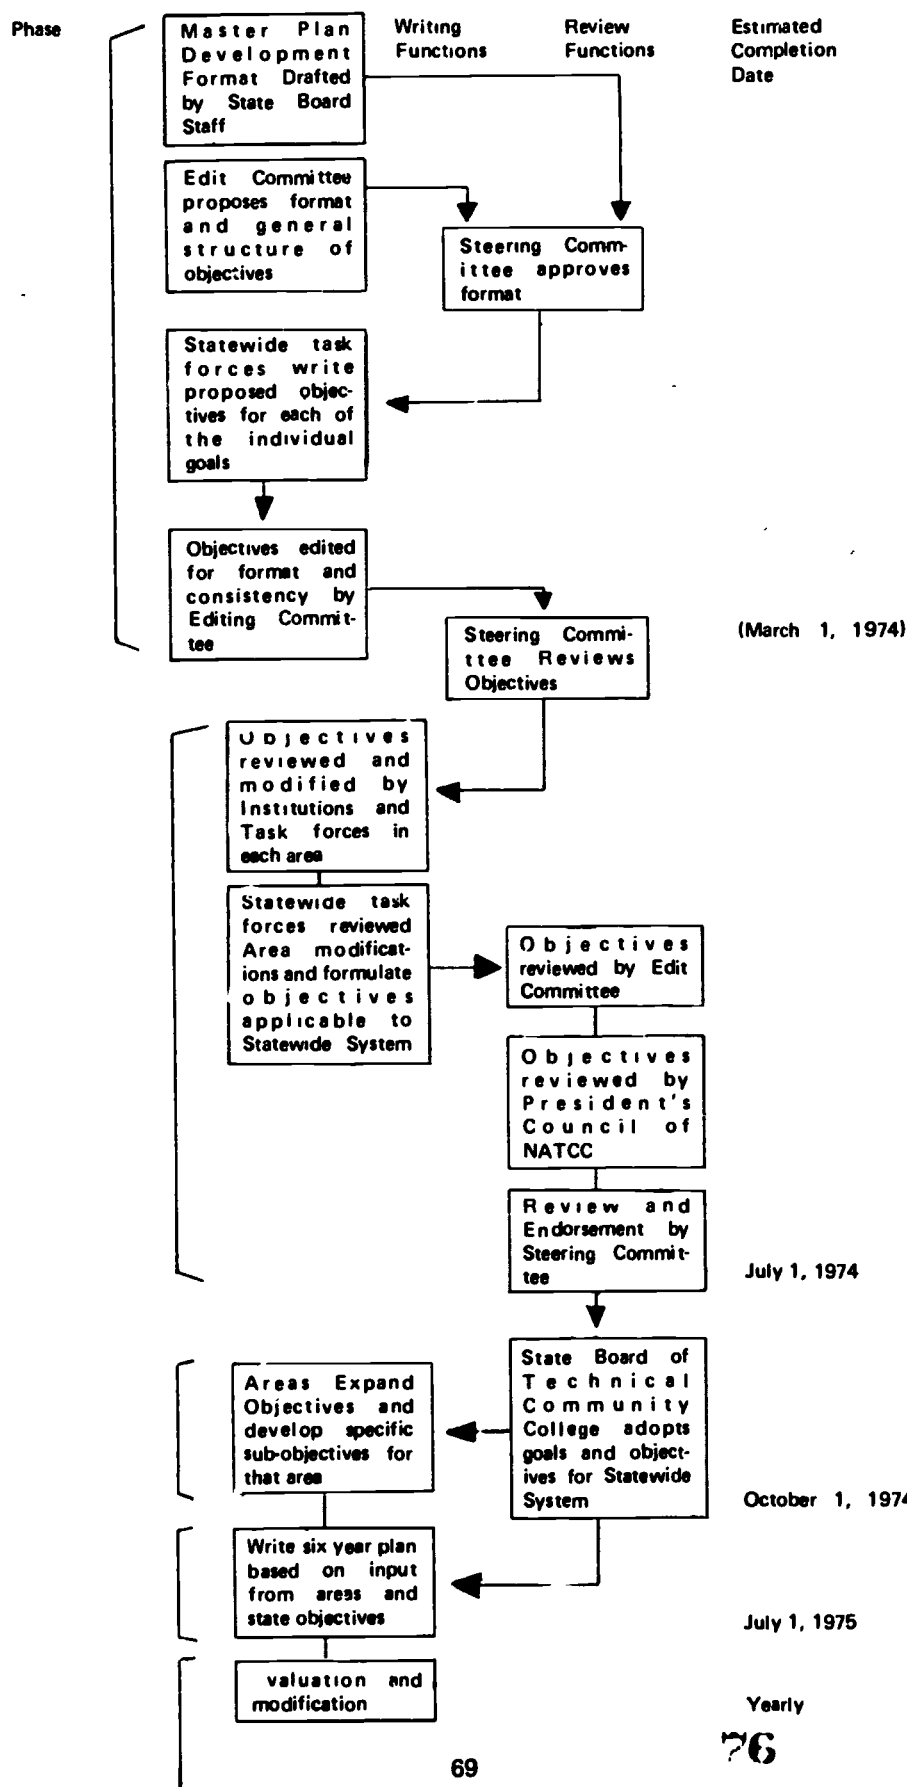 Phase
Writing
Functions
Review
Functions
Estimated
Completion
Date
Master Plan
Development
Format Drafted
by State Board
Staff
Edit Committee
proposes format
and general
structure of
objectives
Steering Comm-
ittee approves
format
Statewide task
forces write
proposed objec-
tives for each of
the individual
goals
Objectives edited
for format and
consistency by
Editing Commit-
tee
Steering Commi-
ttee Reviews
Objectives
(March 1, 1974)
Objectives
reviewed and
modified by
Institutions and
Task forces in
each area
Statewide task
forces reviewed
Area modificat-
ions and formulate
objectives
applicable to
Statewide System
Objectives
reviewed by Edit
Committee
Objectives
reviewed by
President's
Council of
NATCC
Review and
Endorsement by
Steering Commit-
tee
July 1, 1974
State Board of
Technical
Community
College adopts
goals and object-
ives for Statewide
System
Areas Expand
Objectives and
develop specific
sub-objectives for
that area
October 1, 1974
Write six year plan
based on input
from areas and
state objectives
July 1, 1975
valuation and
modification
Yearly
69
76